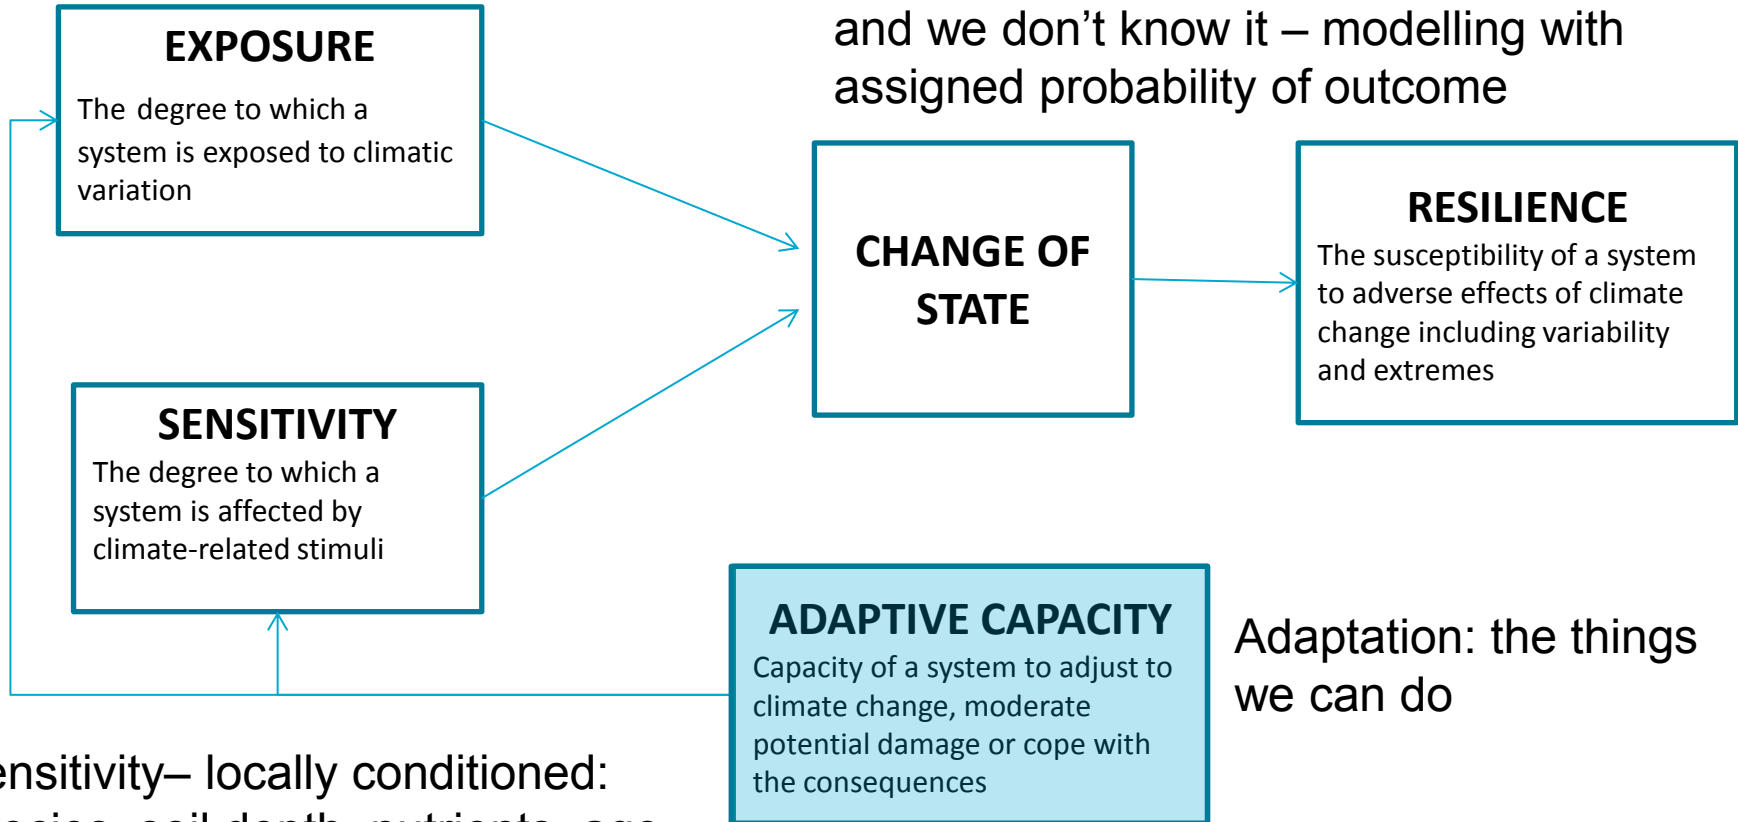 EXPOSURE
The degree to which a
system is exposed to climatic
variation
and we don’t know it – modelling with
assigned probability of outcome
CHANGE OF
STATE
RESILIENCE
The susceptibility of a system
to adverse effects of climate
change including variability
and extremes
SENSITIVITY
The degree to which a
system is affected by
climate-related stimuli
ADAPTIVE CAPACITY
Capacity of a system to adjust to
climate change, moderate
potential damage or cope with
the consequences
Adaptation: the things
we can do
ensitivity– locally conditioned:
soil depth, nutrients, age